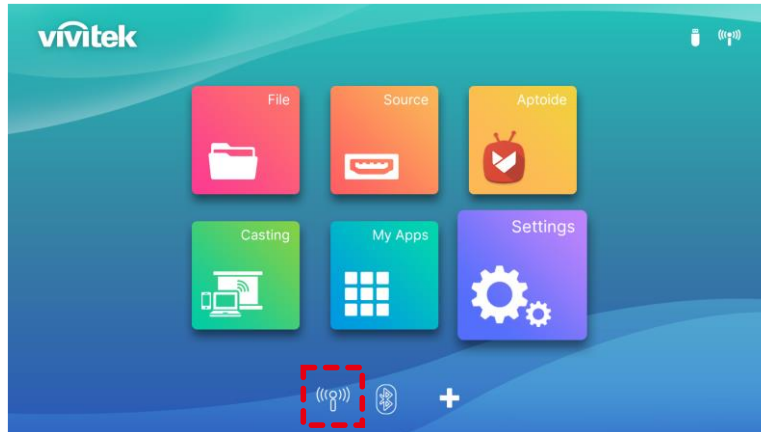 vivitek
File
Source
Aptoide
Casting
My Apps
Settings